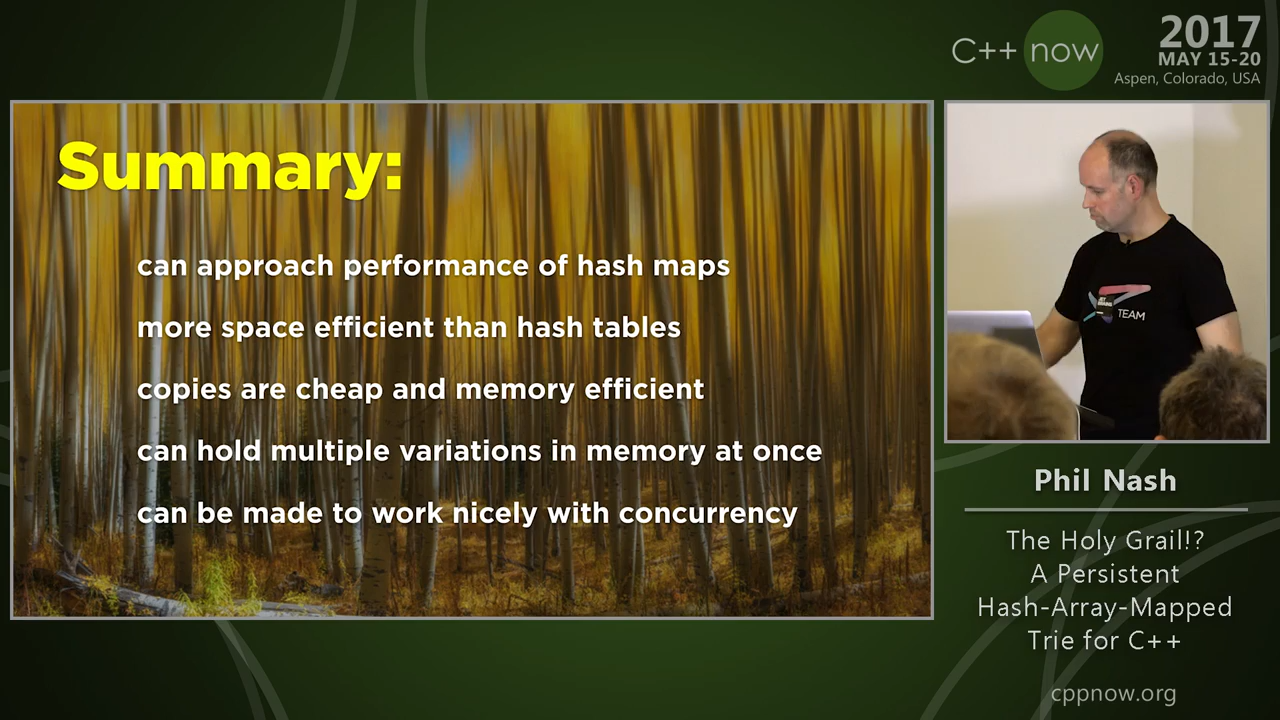 C++ now
2017
MAY 15-20
Aspen, Colorado, USA
Summary:
can approach performance of hash maps
more space efficient than hash tables
copies are cheap and memory efficient
can hold multiple variations in memory at once
can be made to work nicely with concurrency
TEAM
Phil Nash
The Holy Grail!?
A Persistent
Hash-Array-Mapped
Trie for C++
cppnow.org